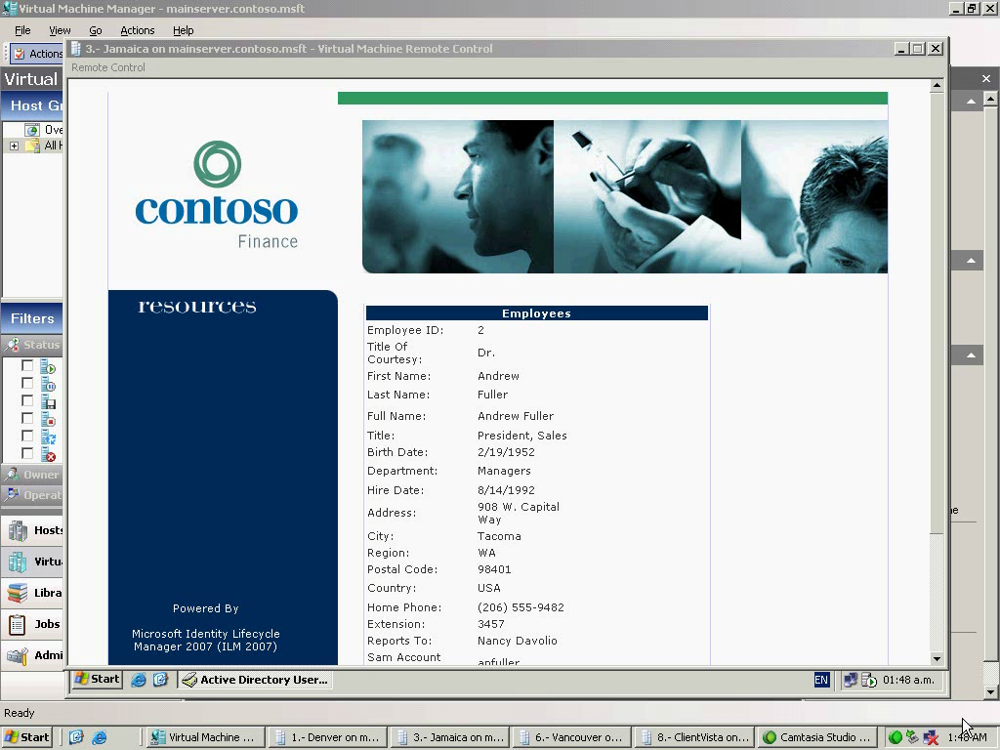 Virtual Machine Manager - mainserver.contoso.msft
File View Go Actions Help
Actions
3.- Jamaica on mainserver.contoso.msft - Virtual Machine Remote Control
Remote Control
Virtual
Host Gr
Ove
All H
contoso
Finance
resources
Employees
Employee ID: 2
Title Of Courtesy: Dr.
First Name: Andrew
Last Name: Fuller
Full Name: Andrew Fuller
Title: President, Sales
Birth Date: 2/19/1952
Department: Managers
Hire Date: 8/14/1992
Address: 908 W. Capital Way
City: Tacoma
Region: WA
Postal Code: 98401
Country: USA
Home Phone: (206) 555-9482
Extension: 3457
Reports To: Nancy Davolio
Sam Account anfuller
Powered By
Microsoft Identity Lifecycle
Manager 2007 (ILM 2007)
Filters
Status
Owner
Operat
Hosts
Virtu
Libra
Jobs
Admi
Start Active Directory User... EN 01:48 a.m.
Ready
Start Virtual Machine ... 1.- Denver on m... 3.- Jamaica on m... 6.- Vancouver o... 8.- ClientVista on... Camtasia Studio ... 1:48 AM